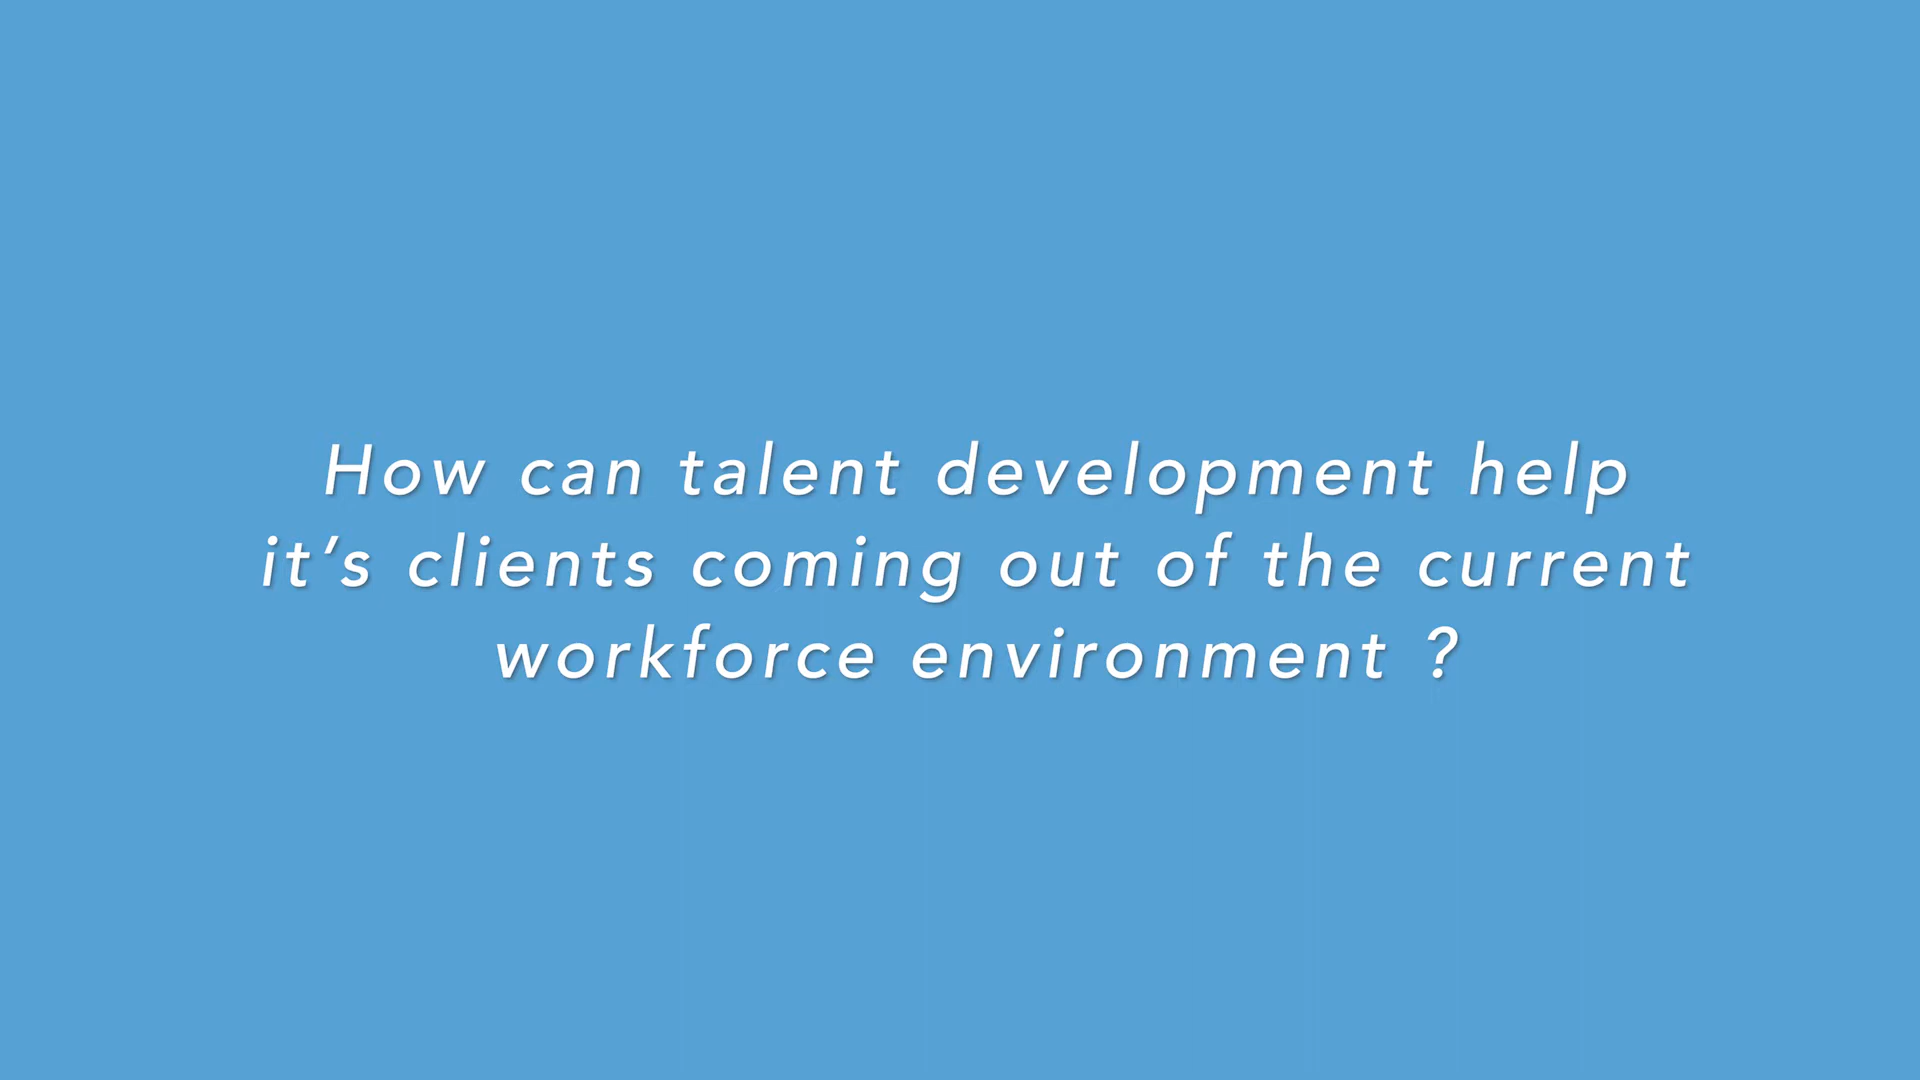 How can talent development help
it’s clients coming out of the current
workforce environment ?